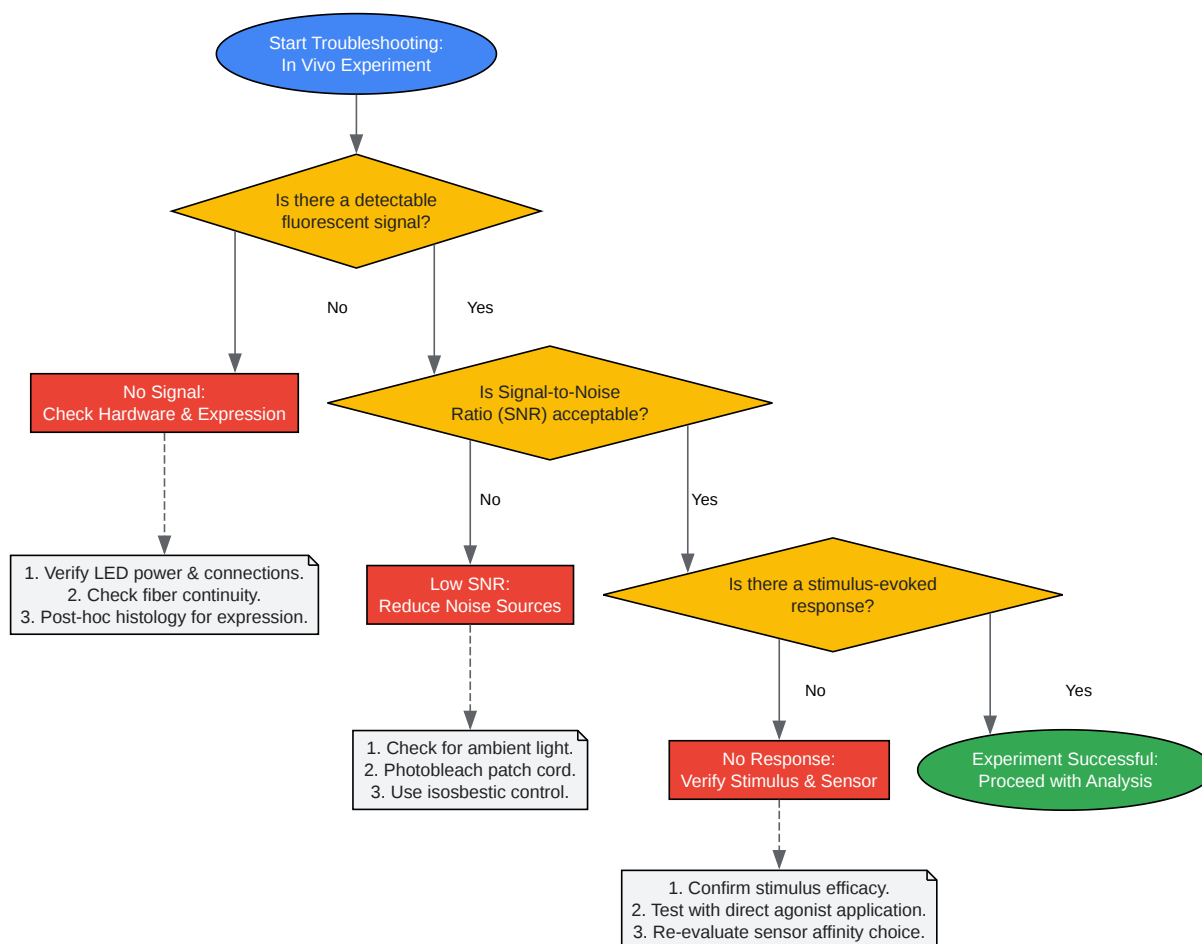 Start Troubleshooting:
In Vivo Experiment
Is there a detectable
fluorescent signal?
No
Yes
No Signal:
Check Hardware & Expression
Is Signal-to-Noise
Ratio (SNR) acceptable?
No
Yes
1. Verify LED power & connections.
2. Check fiber continuity.
3. Post-hoc histology for expression.
Low SNR:
Reduce Noise Sources
Is there a stimulus-evoked
response?
No
Yes
1. Check for ambient light.
2. Photobleach patch cord.
3. Use isosbestic control.
No Response:
Verify Stimulus & Sensor
Experiment Successful:
Proceed with Analysis
1. Confirm stimulus efficacy.
2. Test with direct agonist application.
3. Re-evaluate sensor affinity choice.